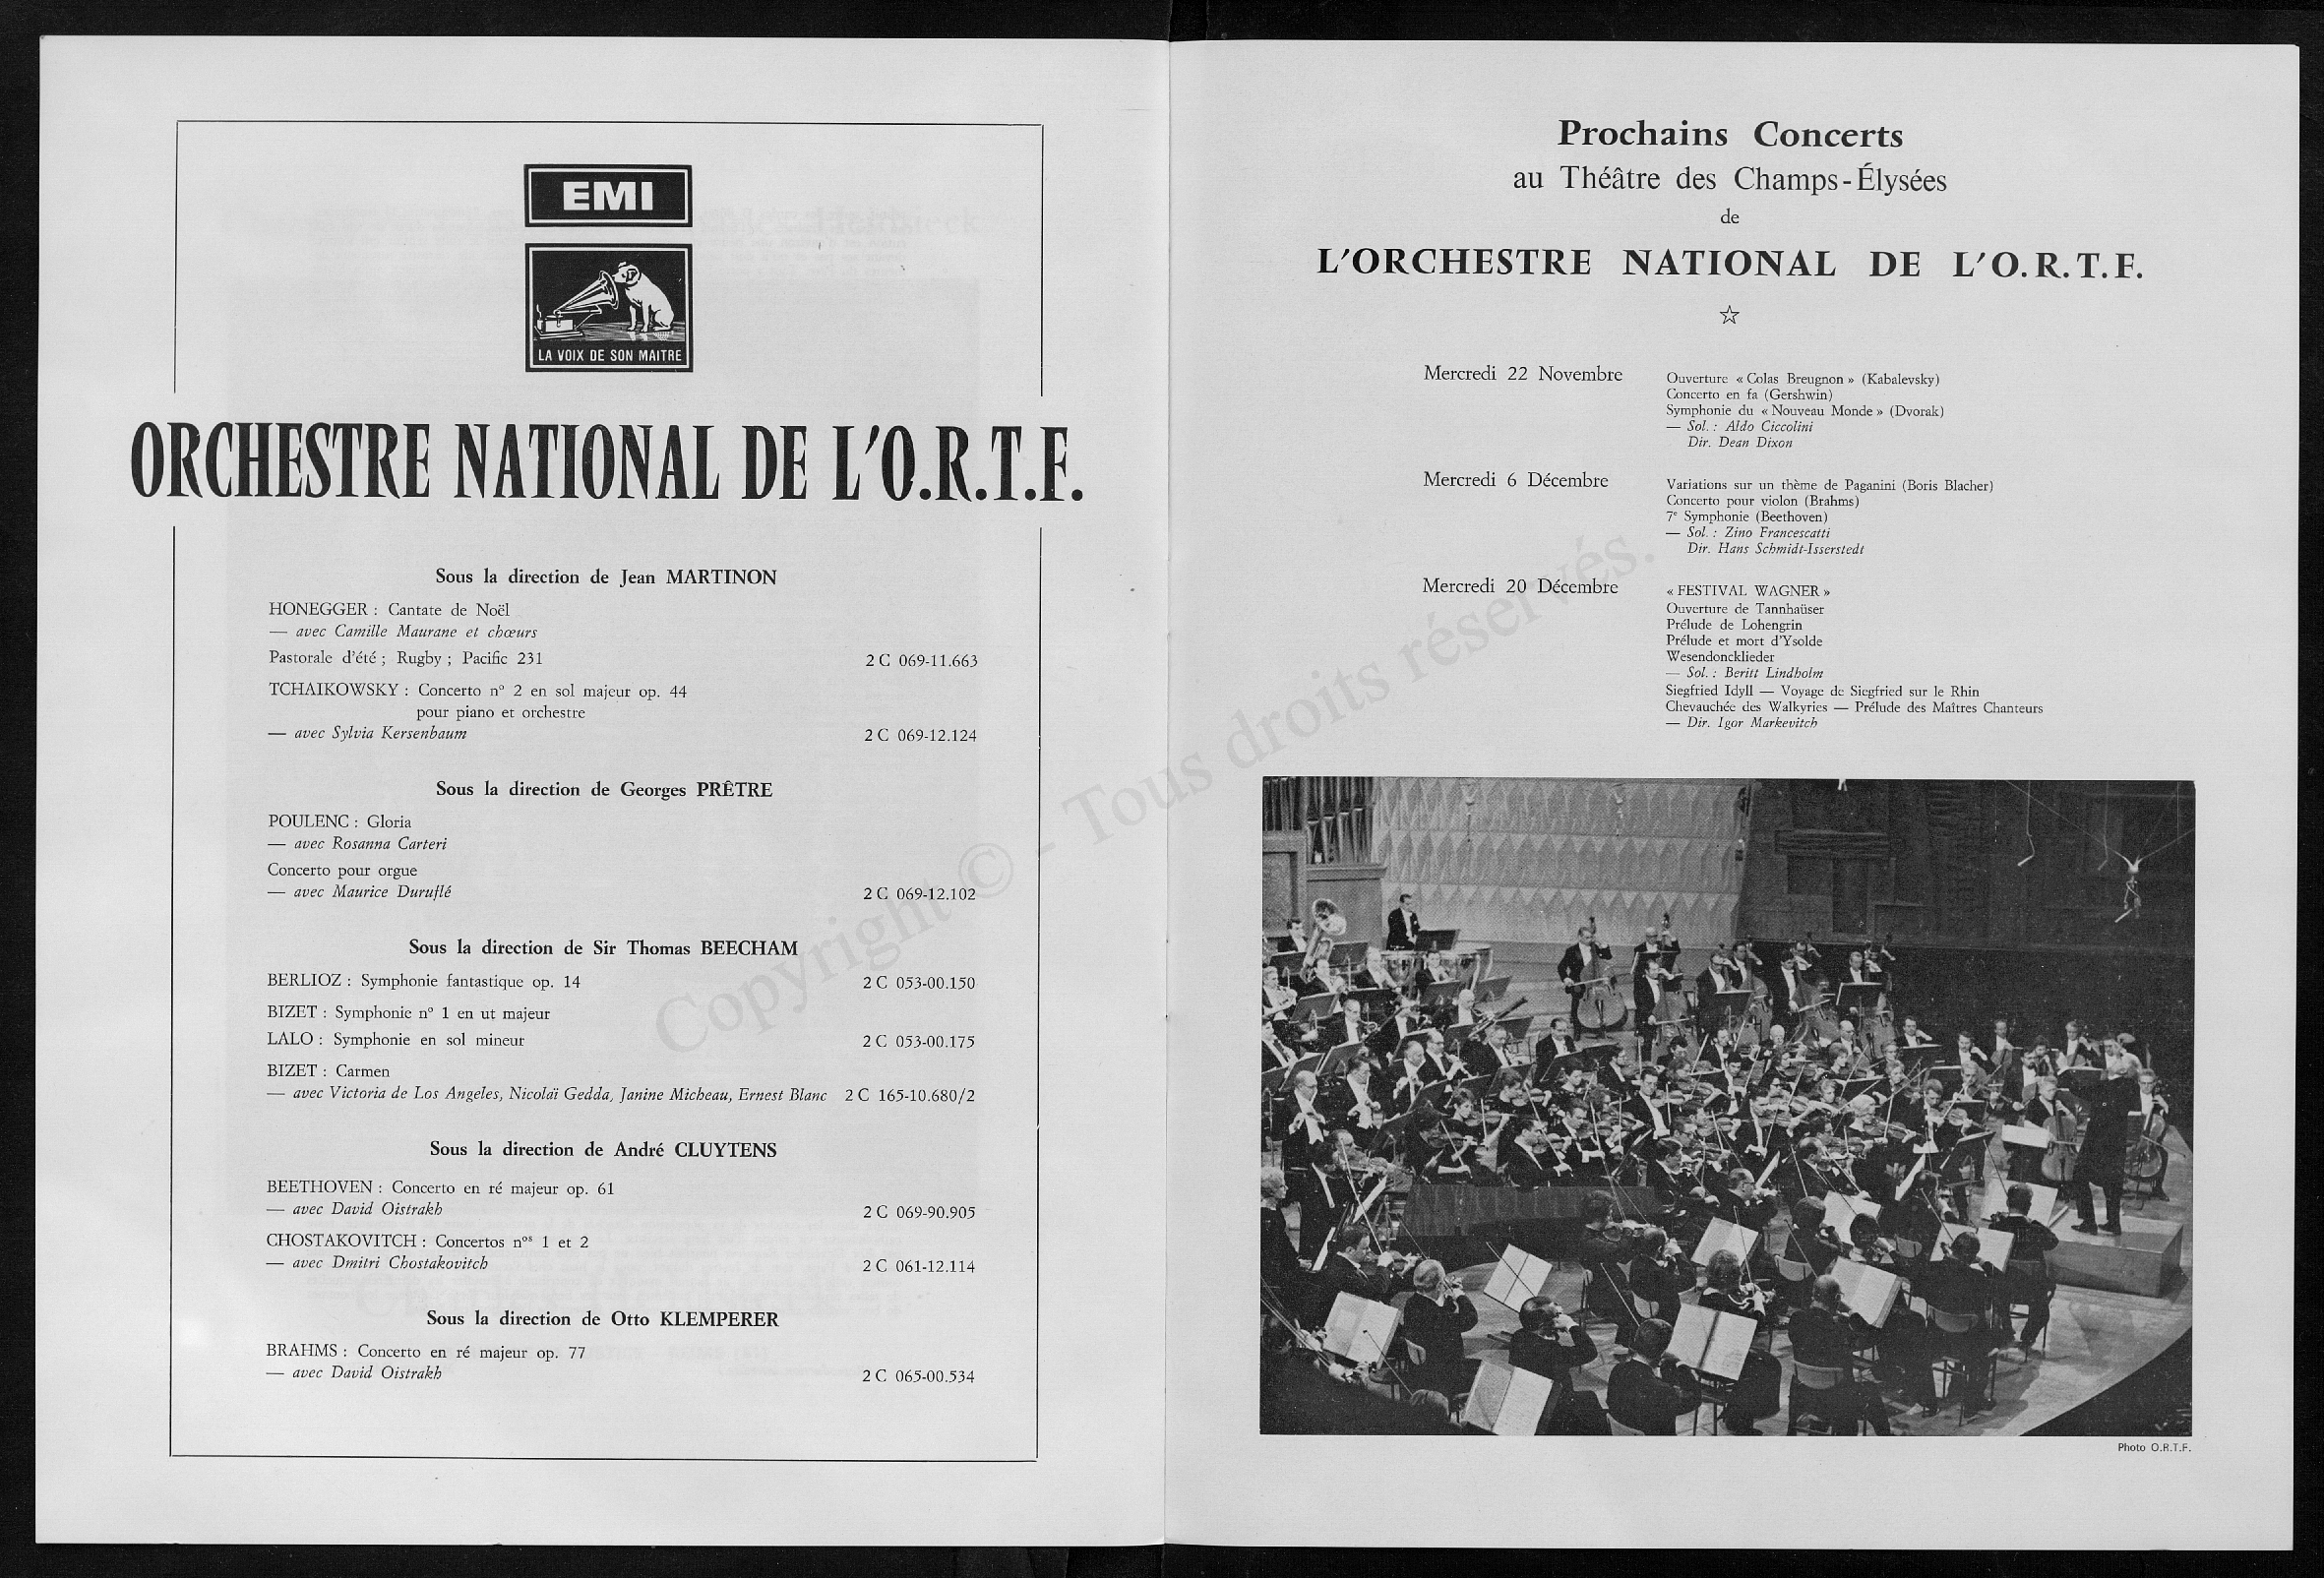 EMI
LA VOIX DE SON MAITRE
ORCHESTRE NATIONAL DE L'O.R.T.F.
Sous la direction de Jean MARTINON
HONEGGER : Cantate de Noël
— avec Camille Maurane et chœurs
Pastorale d'été ; Rugby ; Pacific 231 2 C 069-11.663
TCHAIKOWSKY : Concerto n° 2 en sol majeur op. 44
pour piano et orchestre
— avec Sylvia Kersenbaum 2 C 069-12.124
Sous la direction de Georges PRÊTRE
POULENC : Gloria
— avec Rosanna Carteri
Concerto pour orgue
— avec Maurice Duruflé 2 C 069-12.102
Sous la direction de Sir Thomas BEECHAM
BERLIOZ : Symphonie fantastique op. 14 2 C 053-00.150
BIZET : Symphonie n° 1 en ut majeur
LALO : Symphonie en sol mineur 2 C 053-00.175
BIZET : Carmen
— avec Victoria de Los Angeles, Nicolaï Gedda, Janine Micheau, Ernest Blanc 2 C 165-10.680/2
Sous la direction de André CLUYTENS
BEETHOVEN : Concerto en ré majeur op. 61
— avec David Oistrakh 2 C 069-90.905
CHOSTAKOVITCH : Concertos nos 1 et 2
— avec Dmitri Chostakovitch 2 C 061-12.114
Sous la direction de Otto KLEMPERER
BRAHMS : Concerto en ré majeur op. 77
— avec David Oistrakh 2 C 065-00.534
Prochains Concerts
au Théâtre des Champs-Élysées
de
L'ORCHESTRE NATIONAL DE L'O.R.T.F.
Mercredi 22 Novembre
Ouverture « Colas Breugnon » (Kabalevsky)
Concerto en fa (Gershwin)
Symphonie du « Nouveau Monde » (Dvorak)
— Sol. : Aldo Ciccolini
Dir. Dean Dixon
Mercredi 6 Décembre
Variations sur un thème de Paganini (Boris Blacher)
Concerto pour violon (Brahms)
7e Symphonie (Beethoven)
— Sol. : Zino Francescatti
Dir. Hans Schmidt-Isserstedt
Mercredi 20 Décembre
« FESTIVAL WAGNER »
Ouverture de Tannhaüser
Prélude de Lohengrin
Prélude et mort d'Ysolde
Wesendoncklieder
— Sol. : Beritt Lindholm
Siegfried Idyll — Voyage de Siegfried sur le Rhin
Chevauchée des Walkyries — Prélude des Maîtres Chanteurs
— Dir. Igor Markevitch
Photo O.R.T.F.
Copyright © - Tous droits réservés.